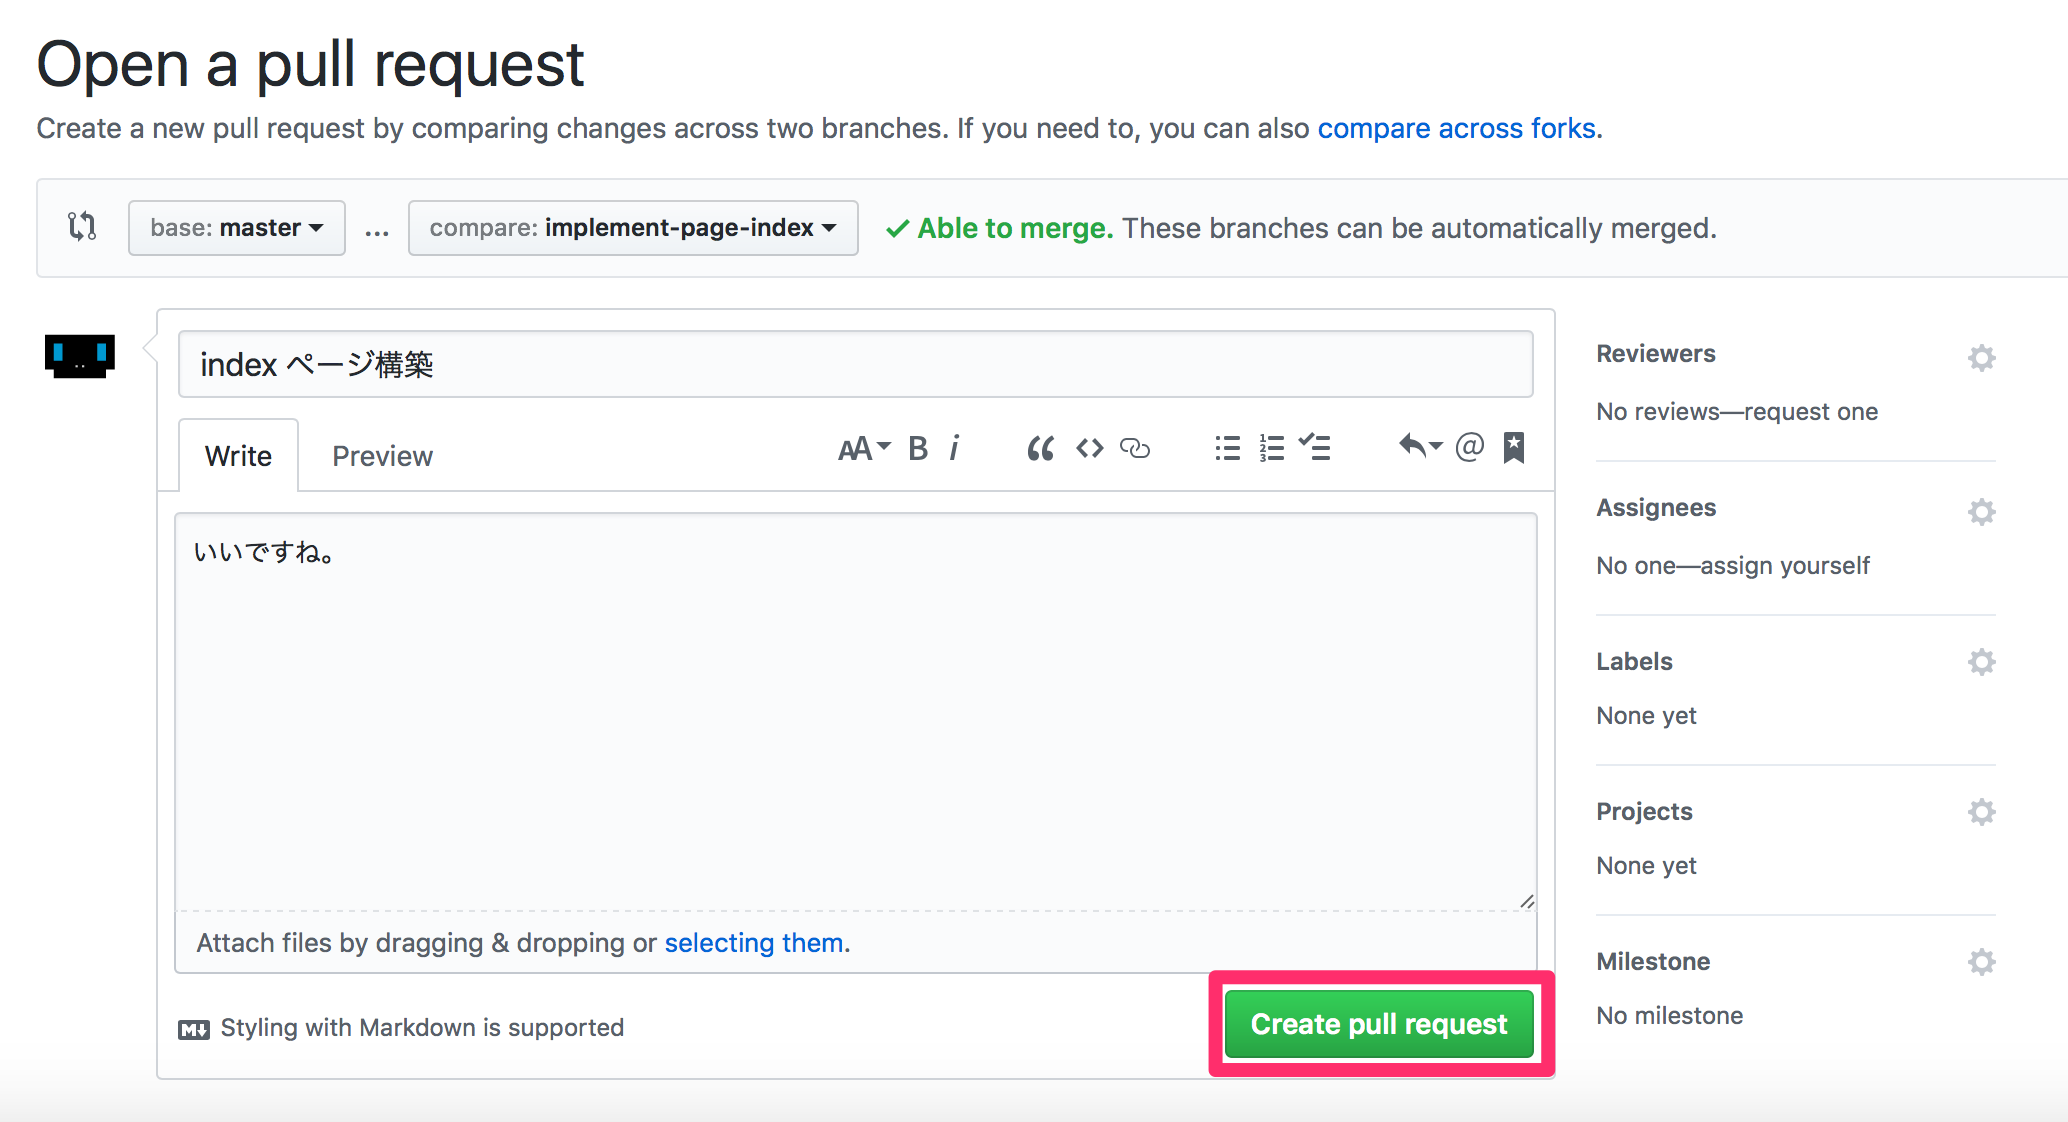 Open a pull request
Create a new pull request by comparing changes across two branches. If you need to, you can also compare across forks.
base: master ... compare: implement-page-index Able to merge. These branches can be automatically merged.
index ページ構築
Write Preview
いいですね。
Attach files by dragging & dropping or selecting them.
Styling with Markdown is supported
Create pull request
Reviewers
No reviews—request one
Assignees
No one—assign yourself
Labels
None yet
Projects
None yet
Milestone
No milestone